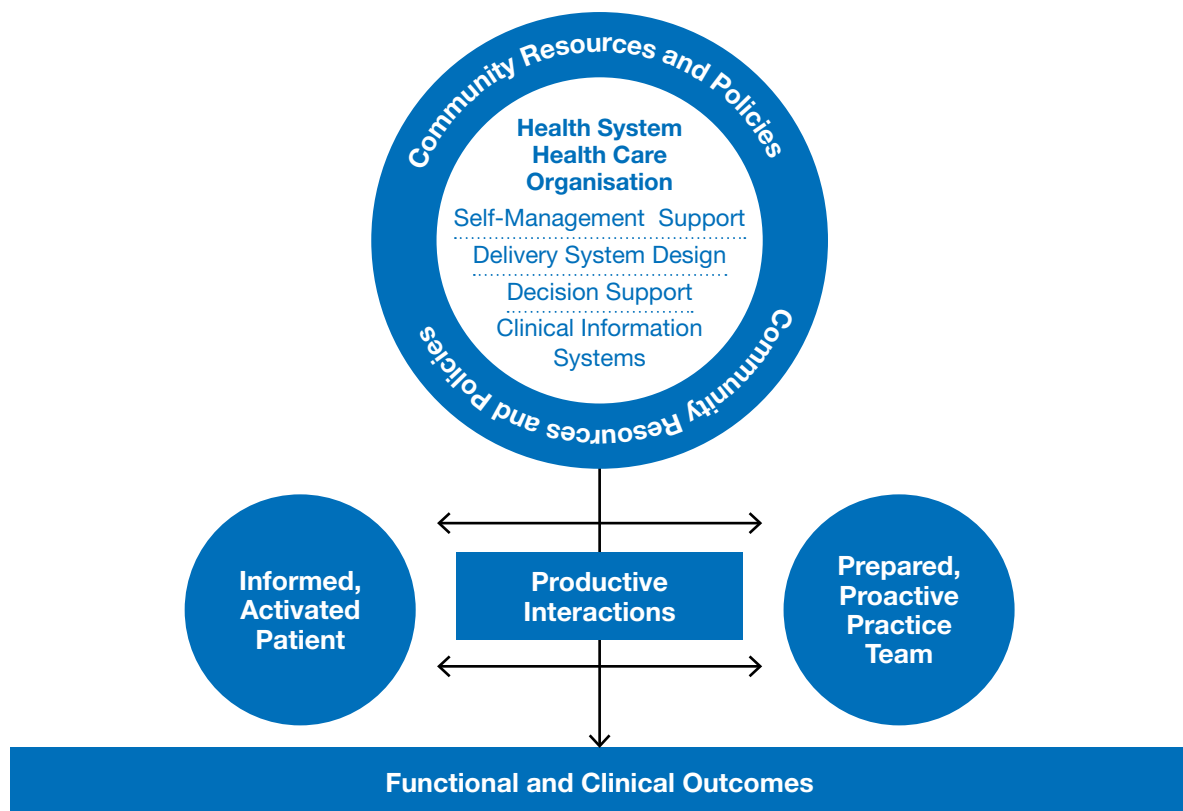 Community Resources and Policies
Health System
Health Care
Organisation
Self-Management Support
Delivery System Design
Decision Support
Clinical Information
Systems
Community Resources and Policies
Informed,
Activated
Patient
Productive
Interactions
Prepared,
Proactive
Practice
Team
Functional and Clinical Outcomes